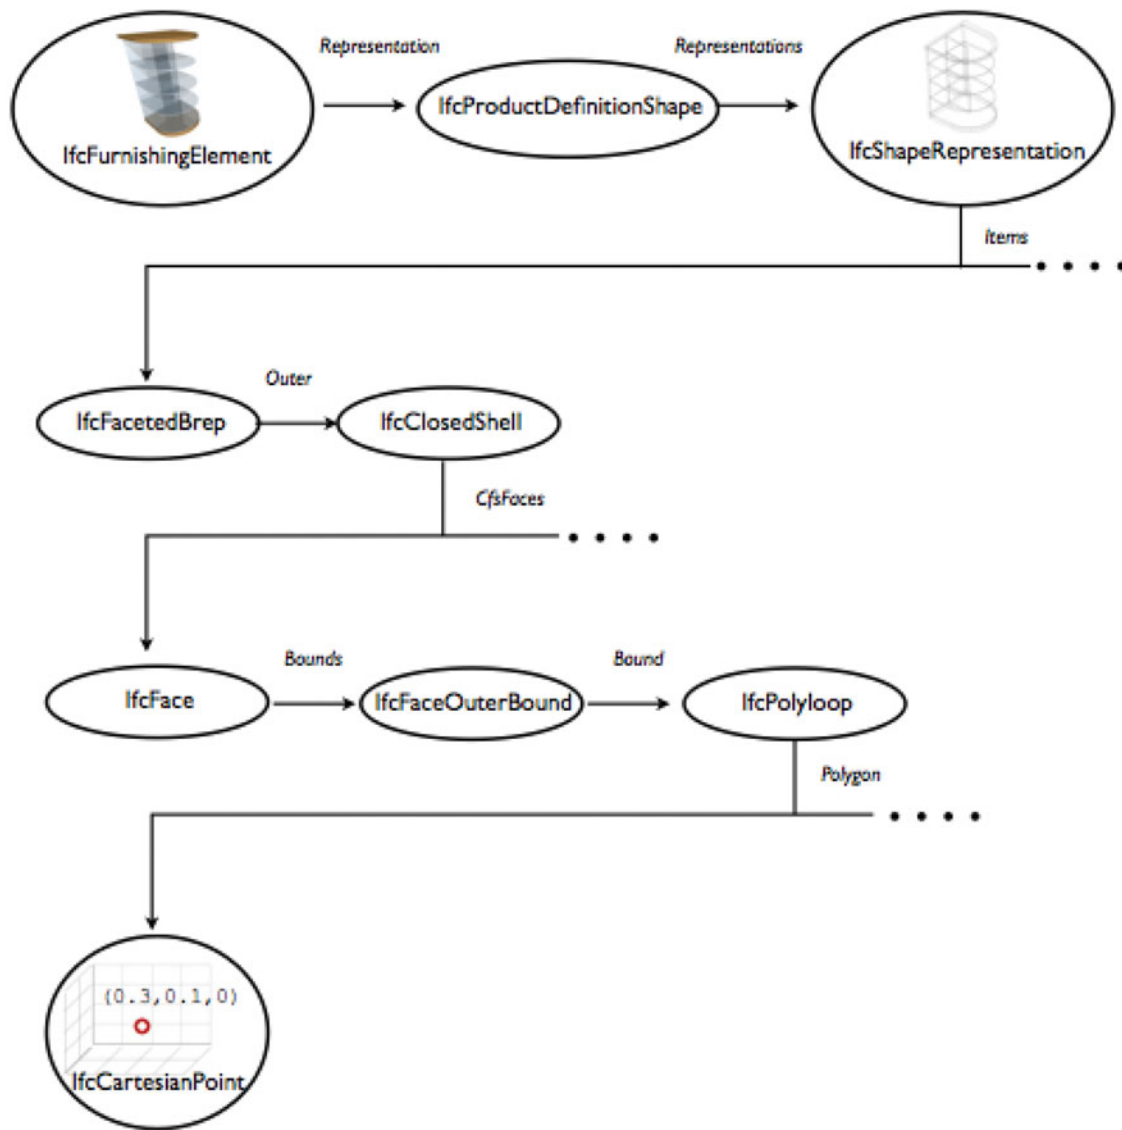 Representation
Representations
IfcFurnishingElement
IfcProductDefinitionShape
IfcShapeRepresentation
Items
Outer
IfcFacetedBrep
IfcClosedShell
CfsFaces
Bounds
Bound
IfcFace
IfcFaceOuterBound
IfcPolyloop
Polygon
(0.3,0.1,0)
IfcCartesianPoint